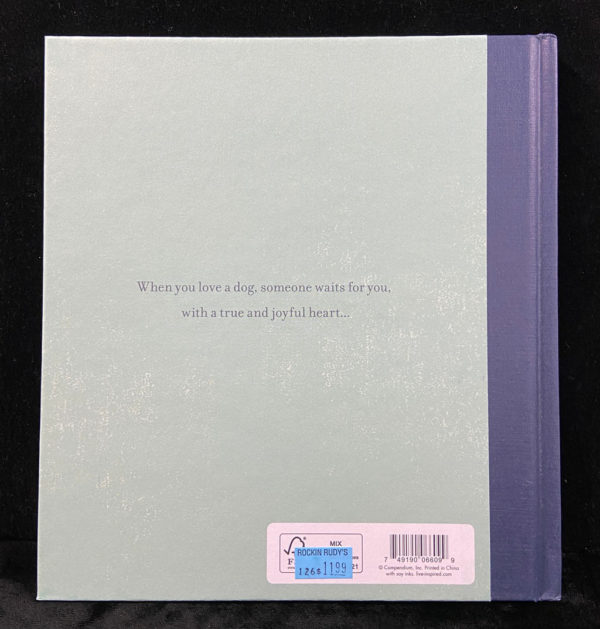 When you love a dog, someone waits for you,
with a true and joyful heart...
MIX
ROCKIN RUDY'S
126$ 1199
21
7 49190 06609 9
© Compendium, Inc. Printed in China
with soy inks. live-inspired.com